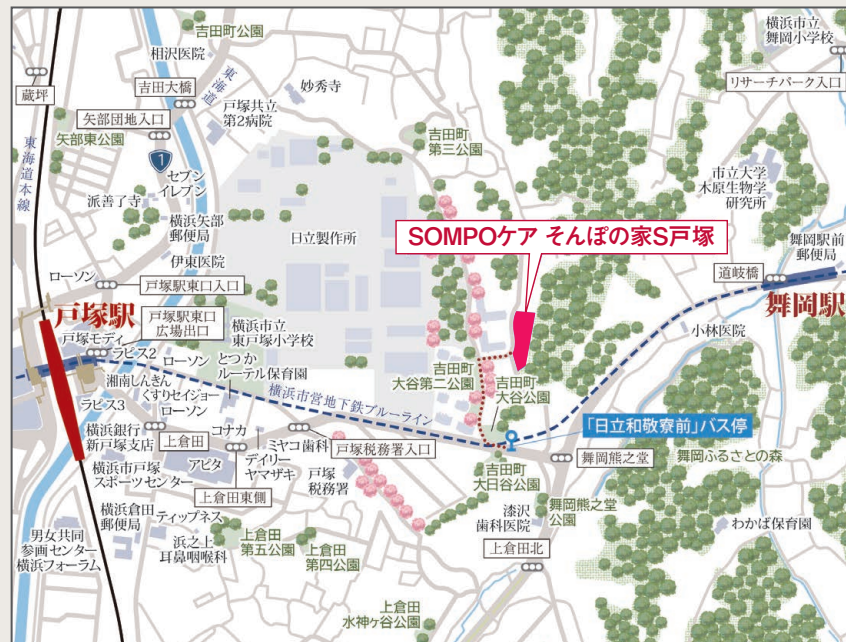 吉田町公園
相沢医院
吉田大橋
東海道
妙秀寺
横浜市立
舞岡小学校
リサーチパーク入口
蔵坪
戸塚共立
第2病院
矢部団地入口
矢部東公園
吉田町
第三公園
東海道本線
1
セブン
イレブン
派善了寺
横浜矢部
郵便局
市立大学
木原生物学
研究所
日立製作所
SOMPOケア そんぽの家S戸塚
伊東医院
舞岡駅前
郵便局
道岐橋
ローソン
戸塚駅東口入口
戸塚駅
戸塚駅東口
広場出口
舞岡駅
横浜市立
東戸塚小学校
小林医院
戸塚モディ
ラピス2
ローソン
とつか
ルーテル保育園
吉田町
大谷第二公園
吉田町
大谷公園
湘南しんきん
くすりセイジョー
ローソン
横浜市営地下鉄ブルーライン
ラピス3
「日立和敬寮前」バス停
横浜銀行
新戸塚支店
上倉田
コナカ
ミヤコ歯科
戸塚税務署入口
デイリー
ヤマザキ
アピタ
横浜市戸塚
スポーツセンター
上倉田東側
戸塚
税務署
吉田町
大日谷公園
舞岡熊之堂
舞岡ふるさとの森
横浜倉田
郵便局
ティップネス
漆沢
歯科医院
舞岡熊之堂
公園
わかば保育園
男女共同
参画センター
横浜フォーラム
浜之上
耳鼻咽喉科
上倉田
第五公園
上倉田
第四公園
上倉田北
上倉田
水神ヶ谷公園